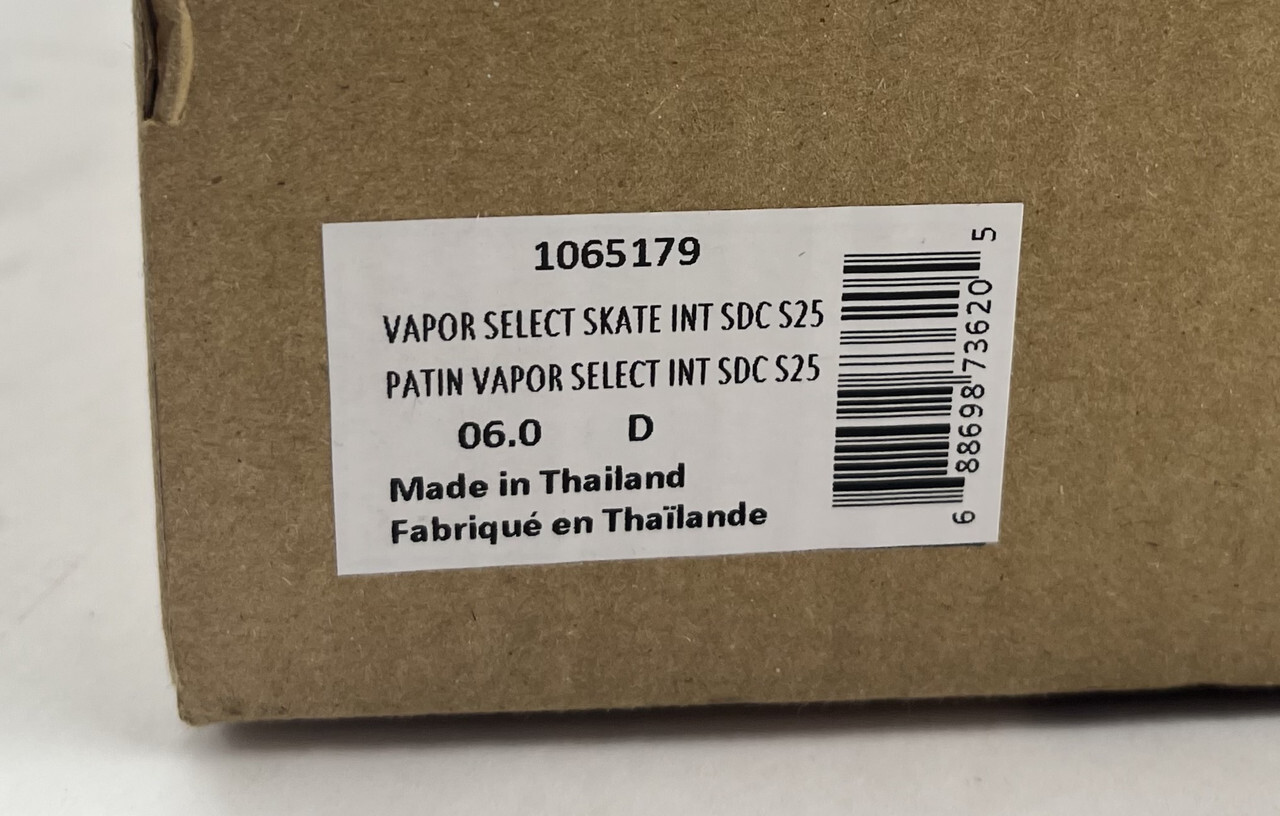 1065179
VAPOR SELECT SKATE INT SDC S25
PATIN VAPOR SELECT INT SDC S25
06.0 D
Made in Thailand
Fabriqué en Thaïlande
6 88698 73620 5